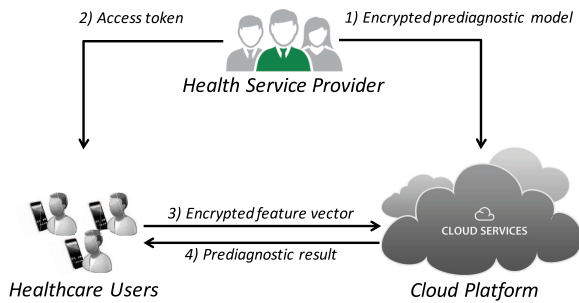 2) Access token
1) Encrypted prediagnostic model
Health Service Provider
3) Encrypted feature vector
CLOUD SERVICES
4) Prediagnostic result
Healthcare Users
Cloud Platform